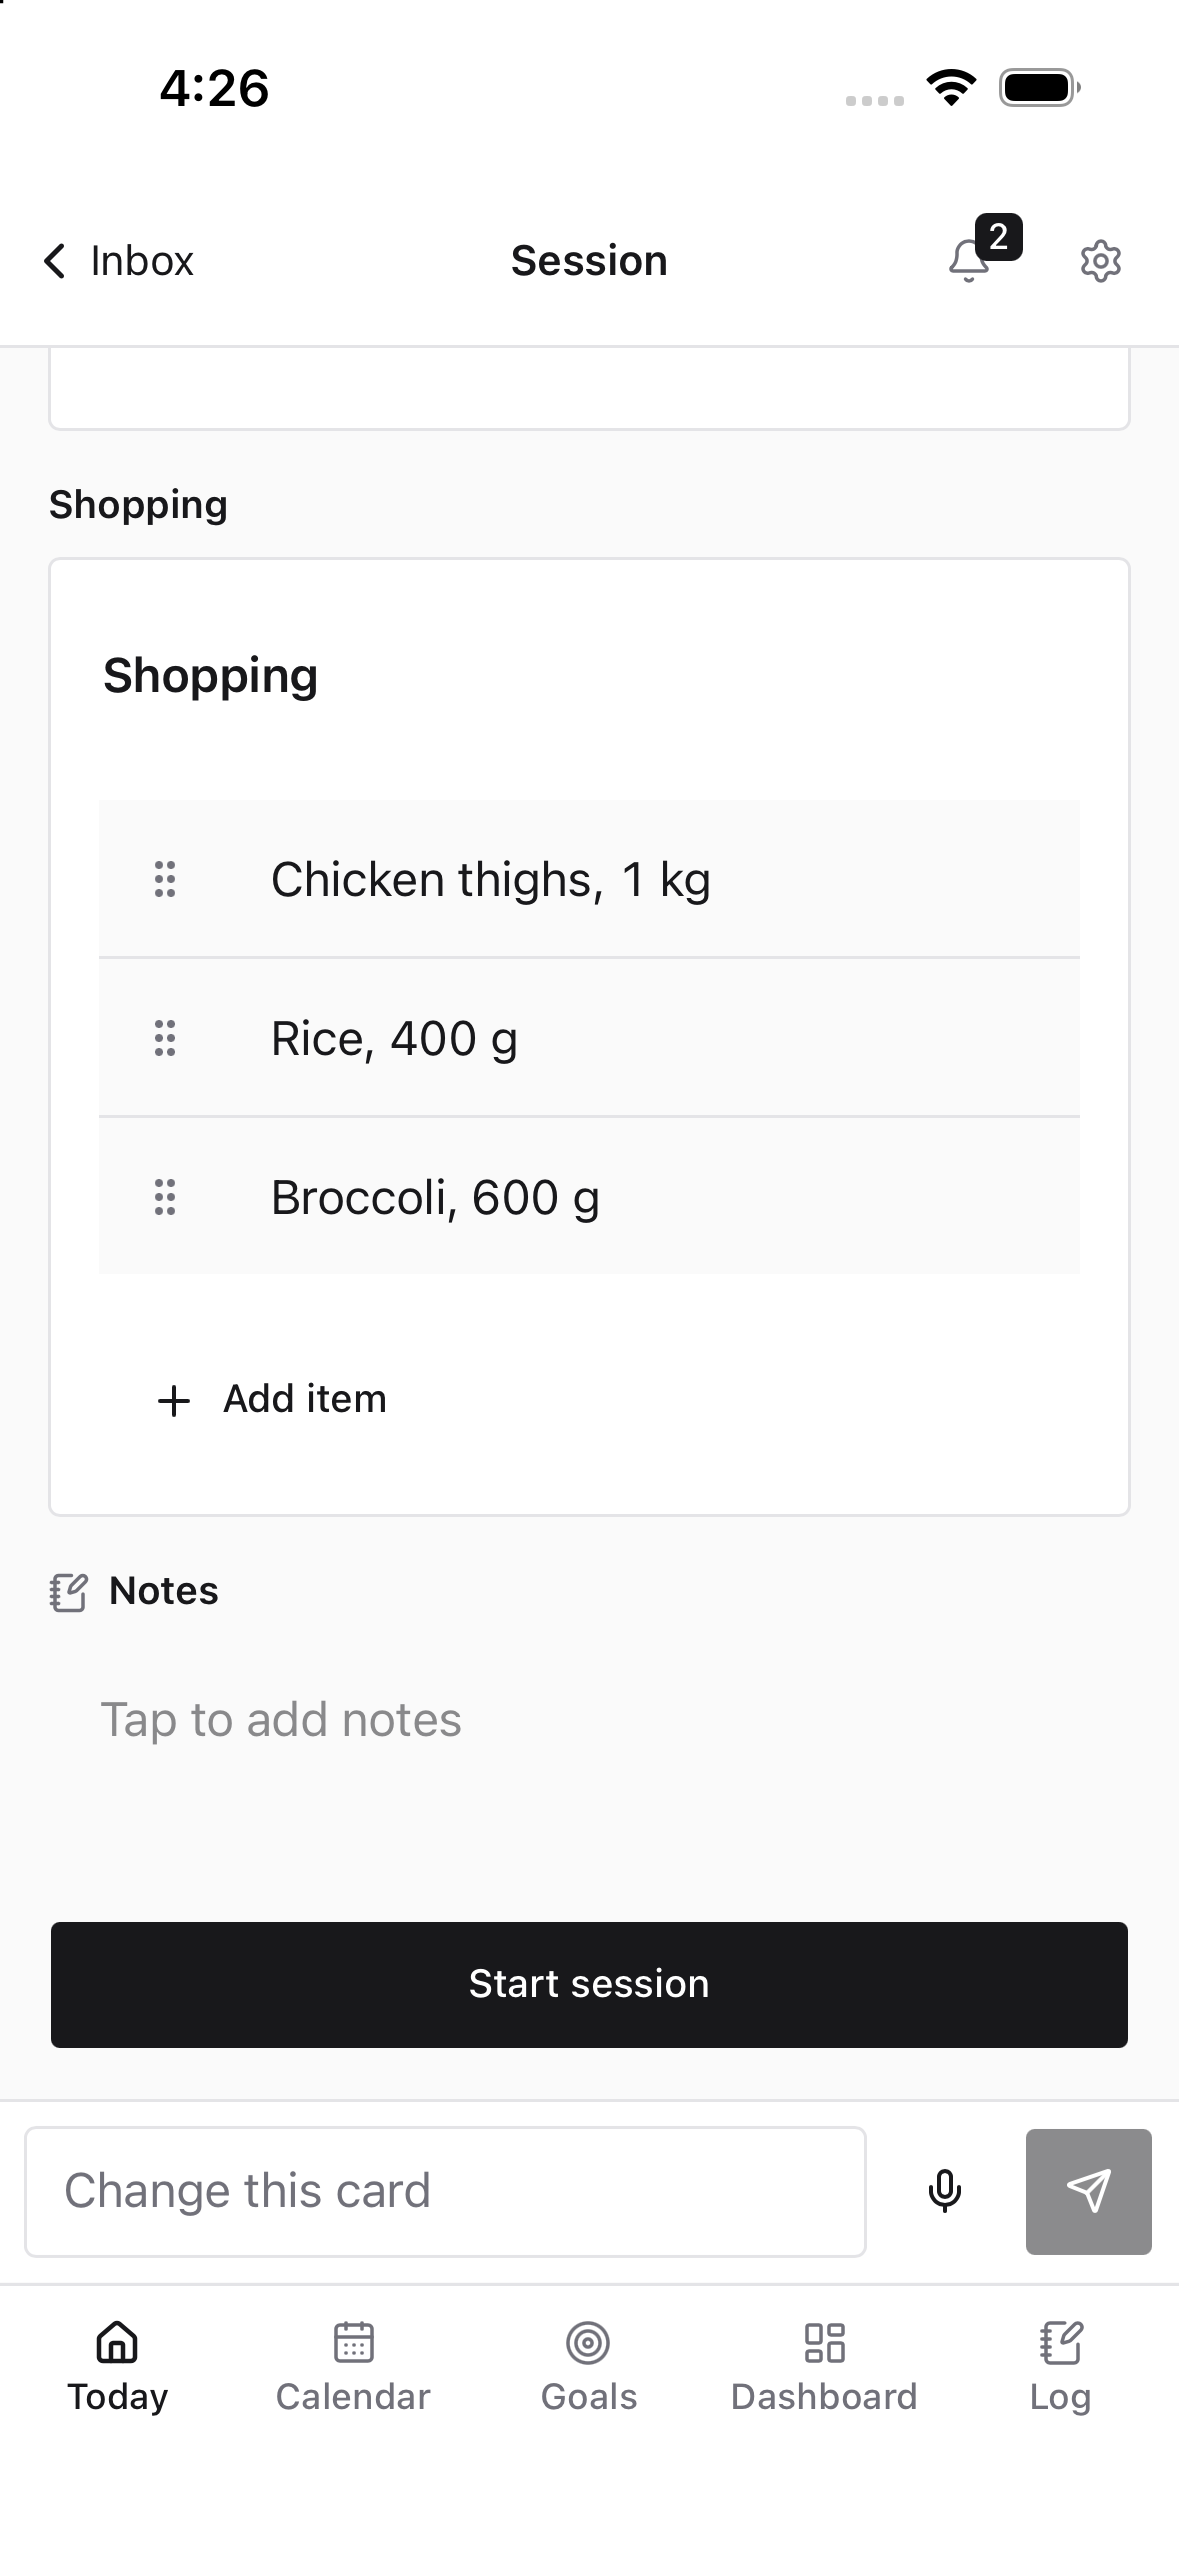 4:26
Inbox
Session
2
Shopping
Shopping
Chicken thighs, 1 kg
Rice, 400 g
Broccoli, 600 g
Add item
Notes
Tap to add notes
Start session
Change this card
Today
Calendar
Goals
Dashboard
Log